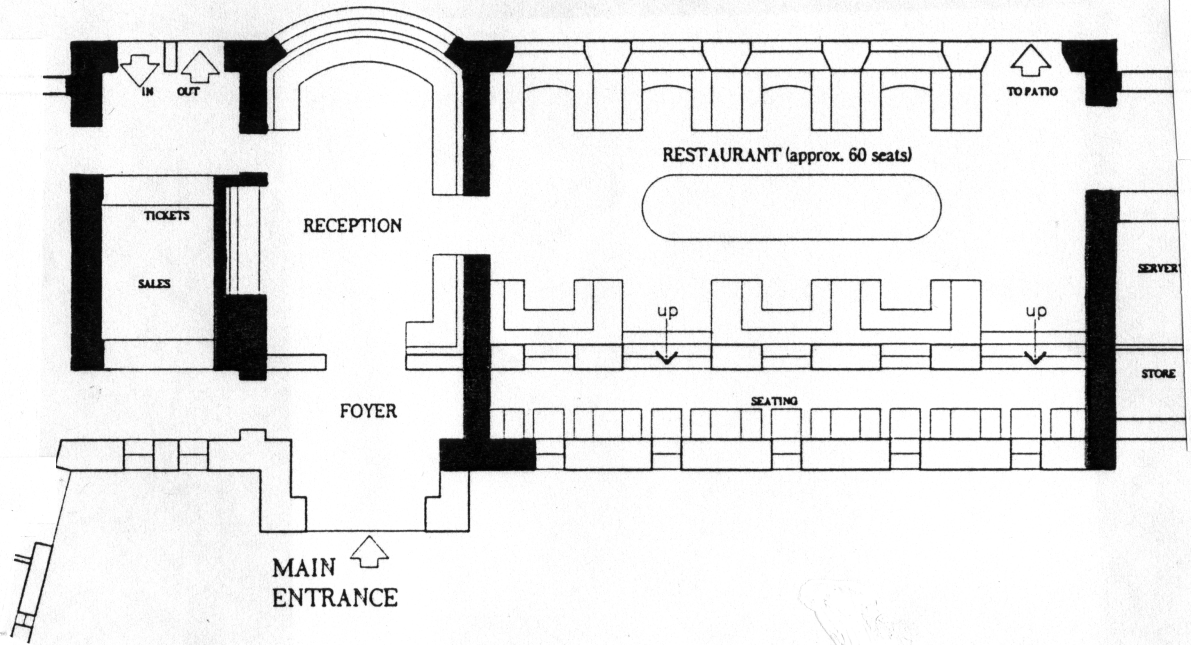 IN
OUT
TO PATIO
RESTAURANT (approx. 60 seats)
TICKETS
RECEPTION
SERVERY
SALES
up
up
STORE
SEATING
FOYER
MAIN
ENTRANCE